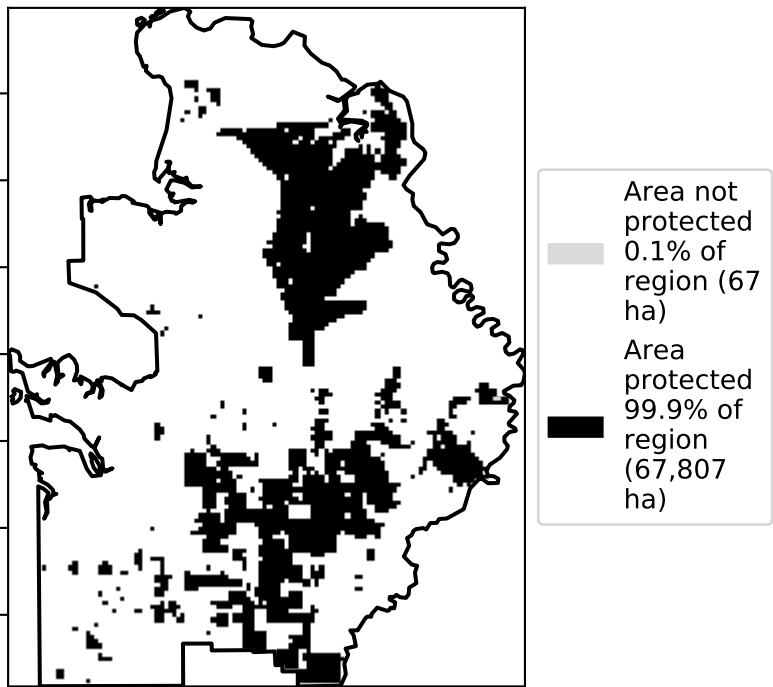 Area not
protected
0.1% of
region (67
ha)
Area
protected
99.9% of
region
(67,807
ha)